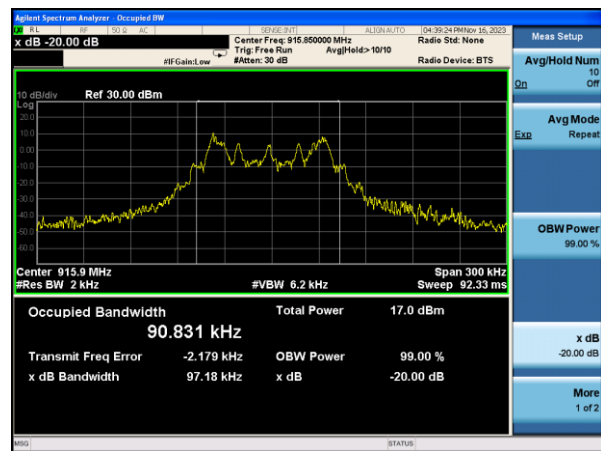 Agilent Spectrum Analyzer - Occupied BW
RL RF 50 Ω AC SENSE:INT ALIGNAUTO 04:39:24 PM Nov 16, 2023
x dB -20.00 dB
Center Freq: 915.850000 MHz Radio Std: None
Trig: Free Run Avg|Hold:>10/10
#IFGain:Low #Atten: 30 dB Radio Device: BTS
10 dB/div Ref 30.00 dBm
Log
20.0
10.0
0.00
-10.0
-20.0
-30.0
-40.0
-50.0
-60.0
Center 915.9 MHz Span 300 kHz
#Res BW 2 kHz #VBW 6.2 kHz Sweep 92.33 ms
Occupied Bandwidth Total Power 17.0 dBm
90.831 kHz
Transmit Freq Error -2.179 kHz OBW Power 99.00 %
x dB Bandwidth 97.18 kHz x dB -20.00 dB
MSG STATUS
Meas Setup
Avg/Hold Num
10
On Off
Avg Mode
Exp Repeat
OBW Power
99.00 %
x dB
-20.00 dB
More
1 of 2